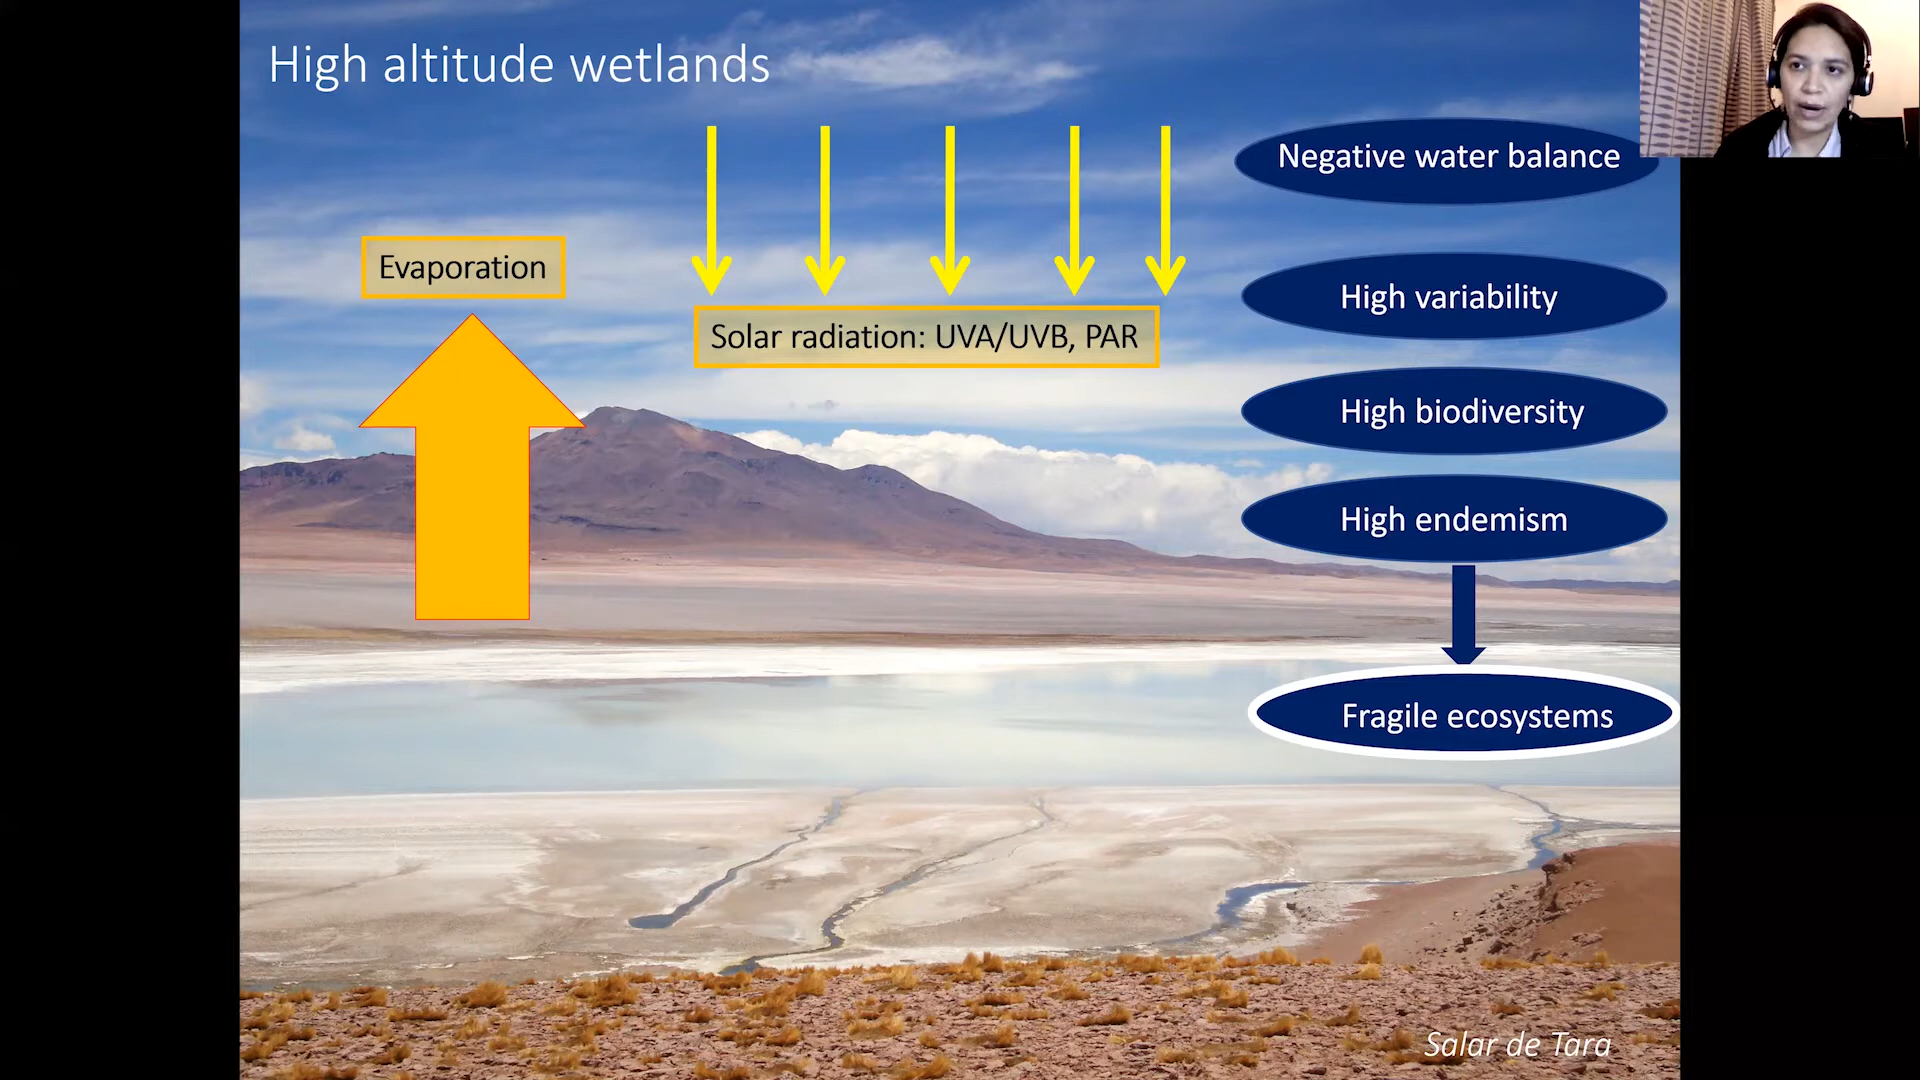 High altitude wetlands
Evaporation
Solar radiation: UVA/UVB, PAR
Negative water balance
High variability
High biodiversity
High endemism
Fragile ecosystems
Salar de Tara